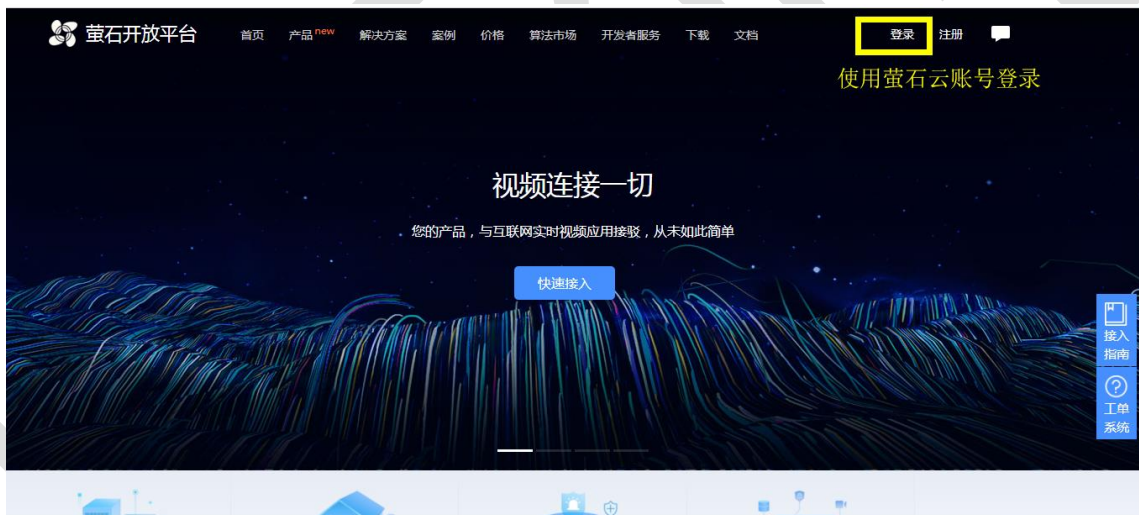 萤石开放平台 首页 产品 new 解决方案 案例 价格 算法市场 开发者服务 下载 文档 登录 注册
使用萤石云账号登录
视频连接一切
您的产品，与互联网实时视频应用接驳，从未如此简单
快速接入
接入
指南
工单
系统